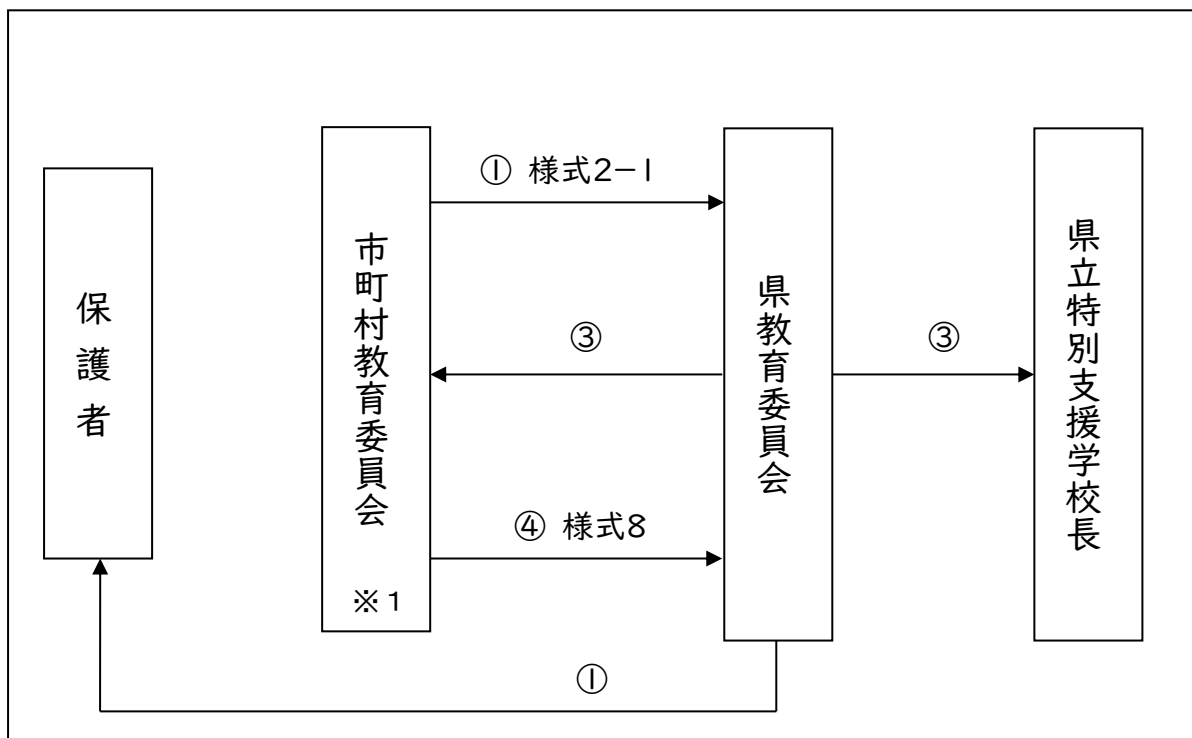 保護者
市町村教育委員会
※1
① 様式2-1
③
④ 様式8
県教育委員会
③
県立特別支援学校長
①